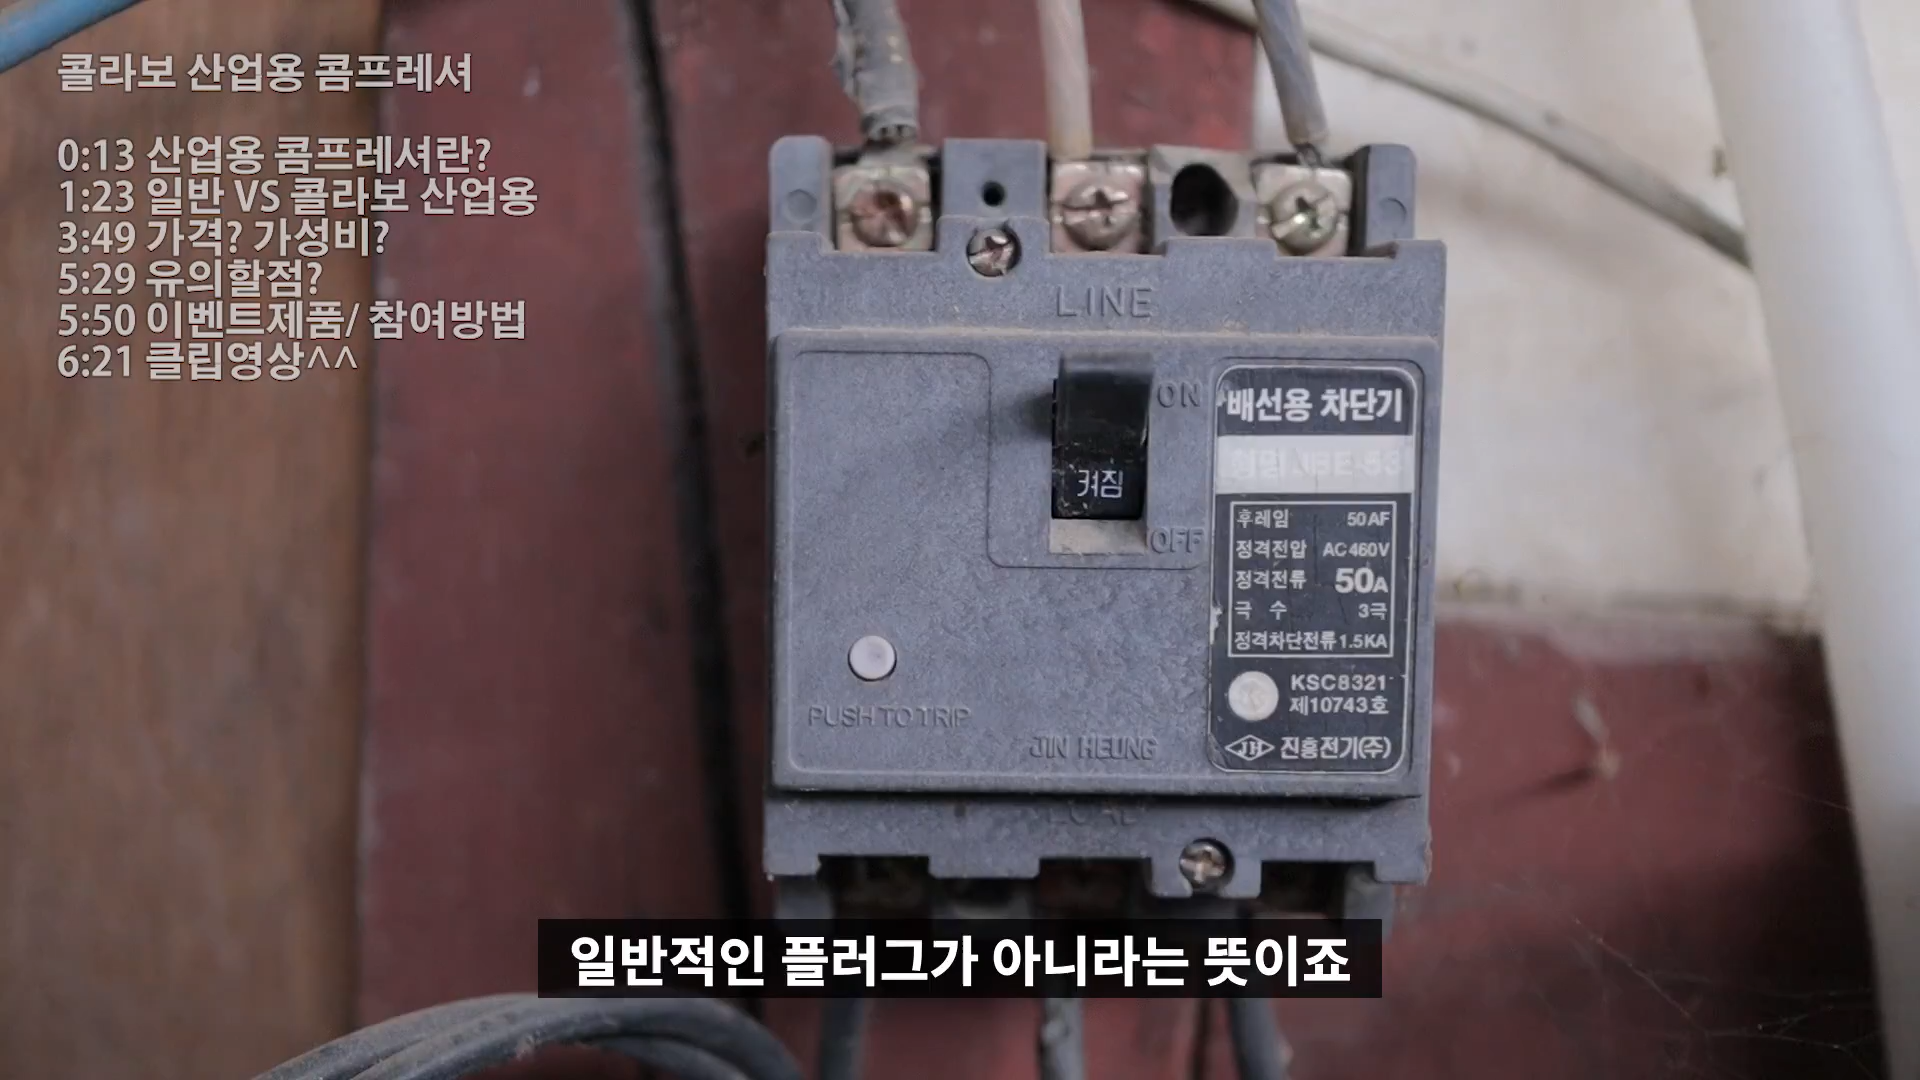 콜라보 산업용 콤프레셔
0:13 산업용 콤프레셔란?
1:23 일반 VS 콜라보 산업용
3:49 가격? 가성비?
5:29 유의할점?
5:50 이벤트제품/ 참여방법
6:21 클립영상^^
LINE
ON
켜짐
OFF
배선용 차단기
후레임 50AF
정격전압 AC460V
정격전류 50A
극 수 3극
정격차단전류 1.5KA
KSC8321
제10743호
JH 진흥전기(주)
PUSH TO TRIP
JIN HEUNG
LOAD
일반적인 플러그가 아니라는 뜻이죠